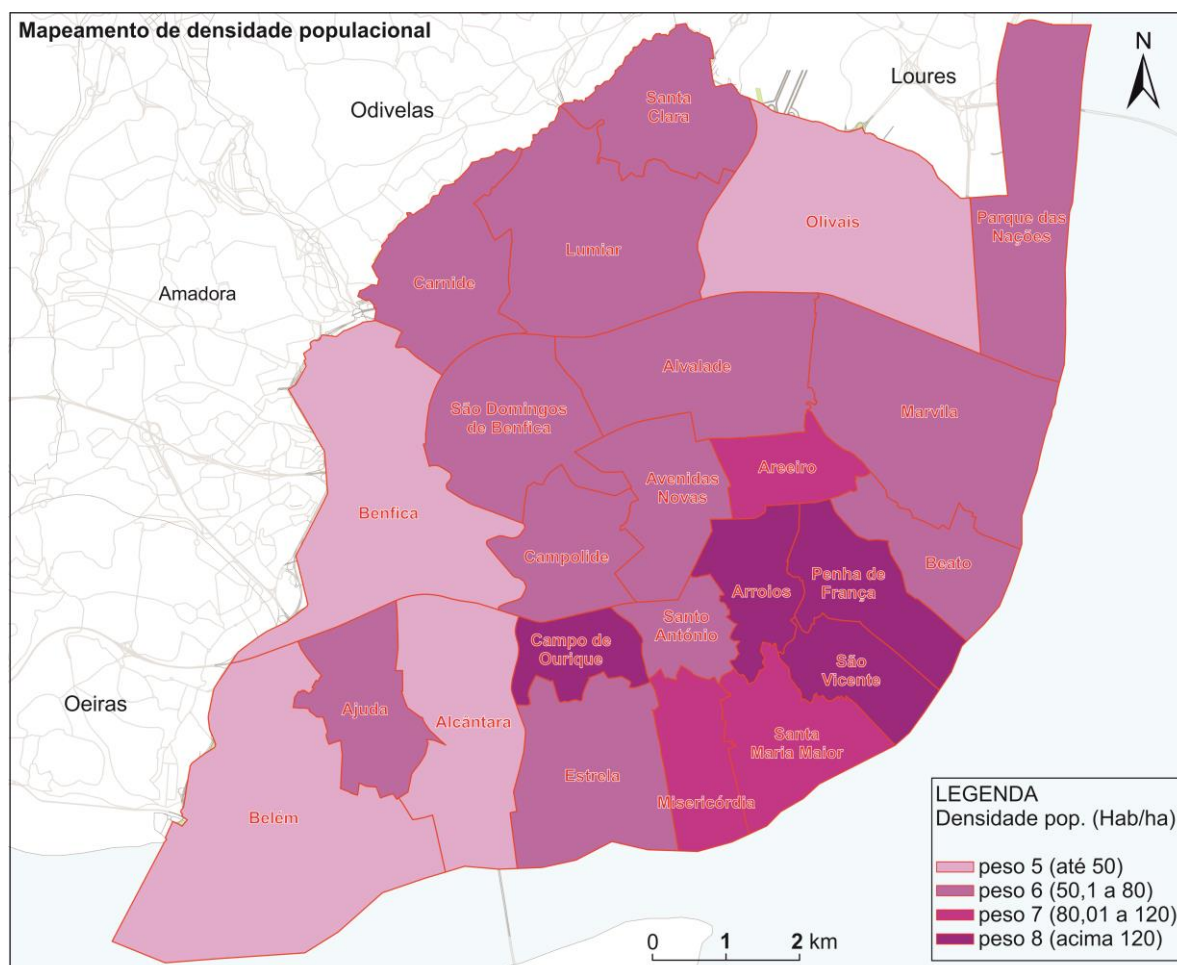 Mapeamento de densidade populacional
N
Loures
Odivelas
Santa
Clara
Olivais
Parque das
Nações
Lumiar
Carnide
Amadora
Alvalade
São Domingos
de Benfica
Marvila
Areeiro
Avenidas
Novas
Benfica
Campolide
Beato
Penha de
França
Arroios
Santo
António
Campo de
Ourique
São
Vicente
Oeiras
Ajuda
Alcântara
Santa
Maria Maior
Estrela
Misericórdia
Belém
LEGENDA
Densidade pop. (Hab/ha)
peso 5 (até 50)
peso 6 (50,1 a 80)
peso 7 (80,01 a 120)
peso 8 (acima 120)
0 1 2 km